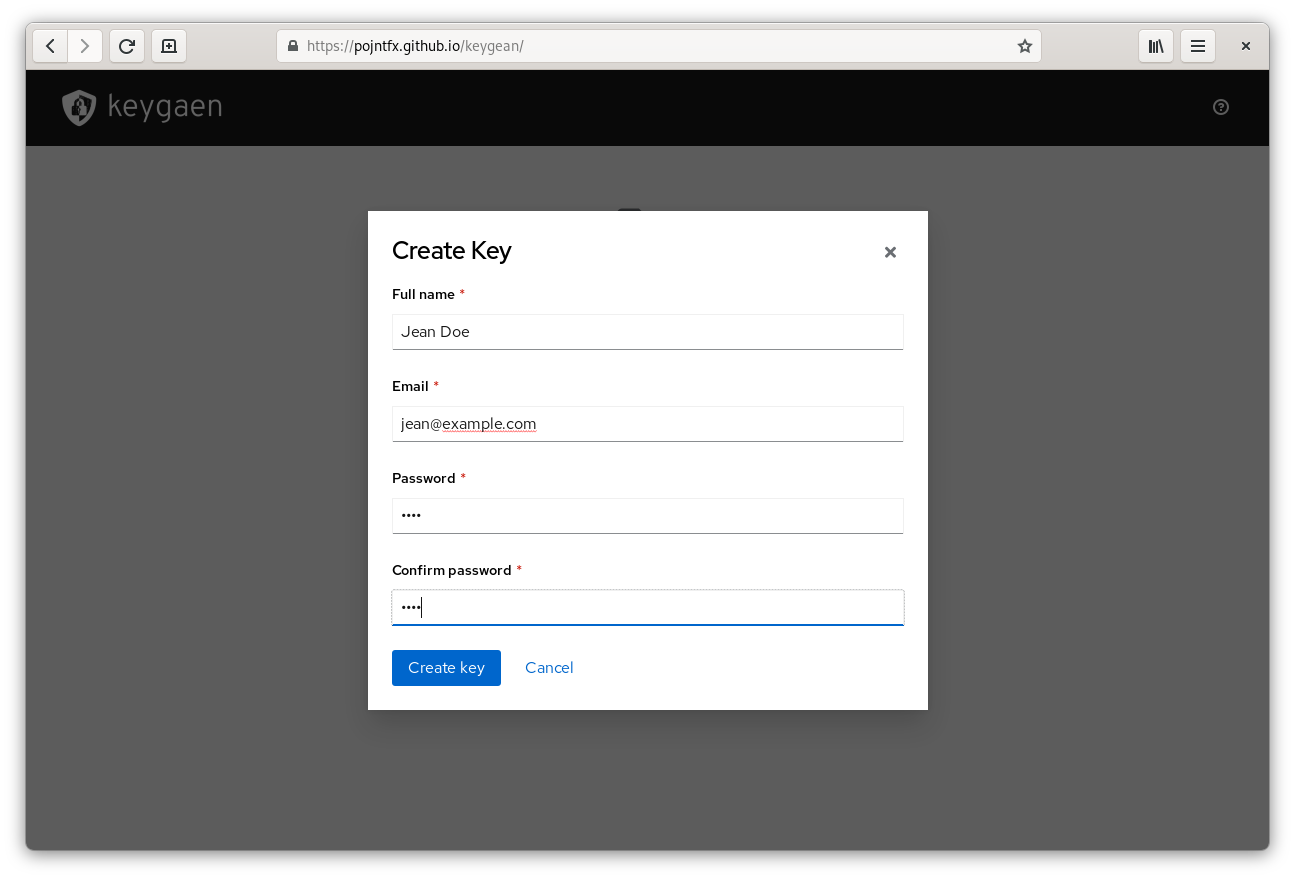 https://pojntfx.github.io/keygean/
keygaen
Create Key
Full name *
Jean Doe
Email *
jean@example.com
Password *
••••
Confirm password *
••••
Create key Cancel